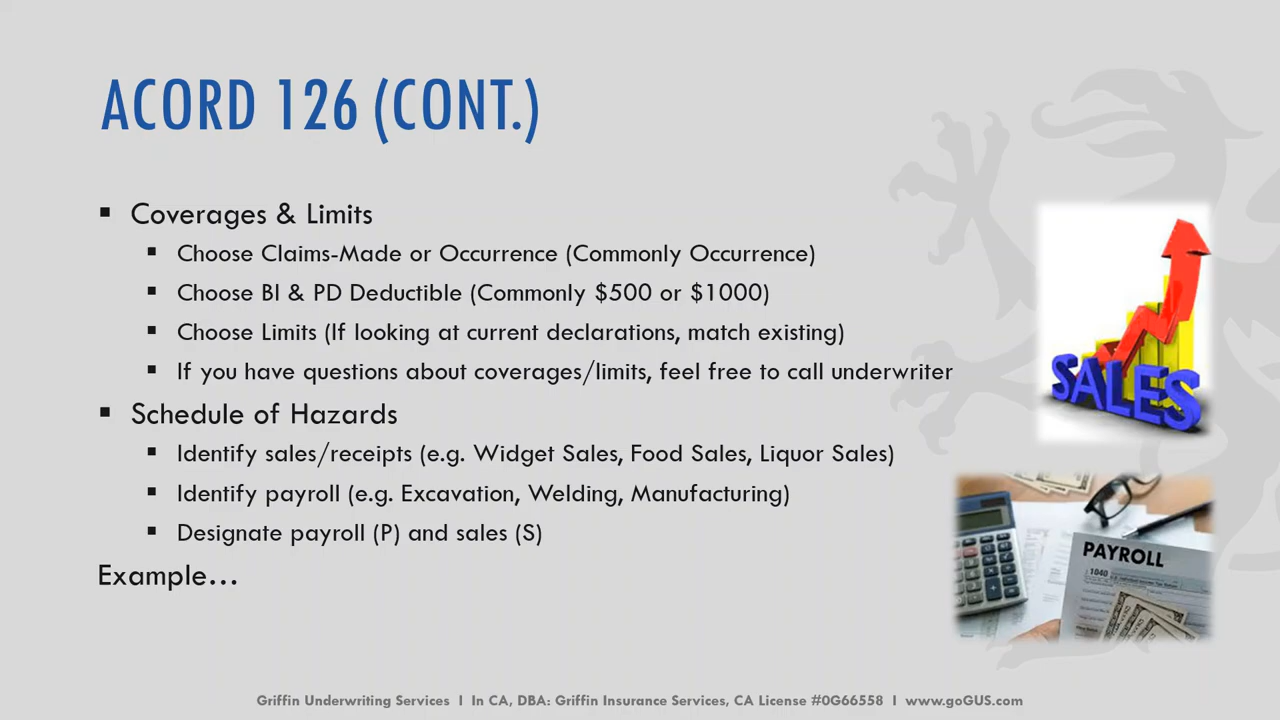 ACORD 126 (CONT.)
▪ Coverages & Limits
▪ Choose Claims-Made or Occurrence (Commonly Occurrence)
▪ Choose BI & PD Deductible (Commonly $500 or $1000)
▪ Choose Limits (If looking at current declarations, match existing)
▪ If you have questions about coverages/limits, feel free to call underwriter
▪ Schedule of Hazards
▪ Identify sales/receipts (e.g. Widget Sales, Food Sales, Liquor Sales)
▪ Identify payroll (e.g. Excavation, Welding, Manufacturing)
▪ Designate payroll (P) and sales (S)
Example...
SALES
PAYROLL
1040
Griffin Underwriting Services I In CA, DBA: Griffin Insurance Services, CA License #0G66558 I www.goGUS.com